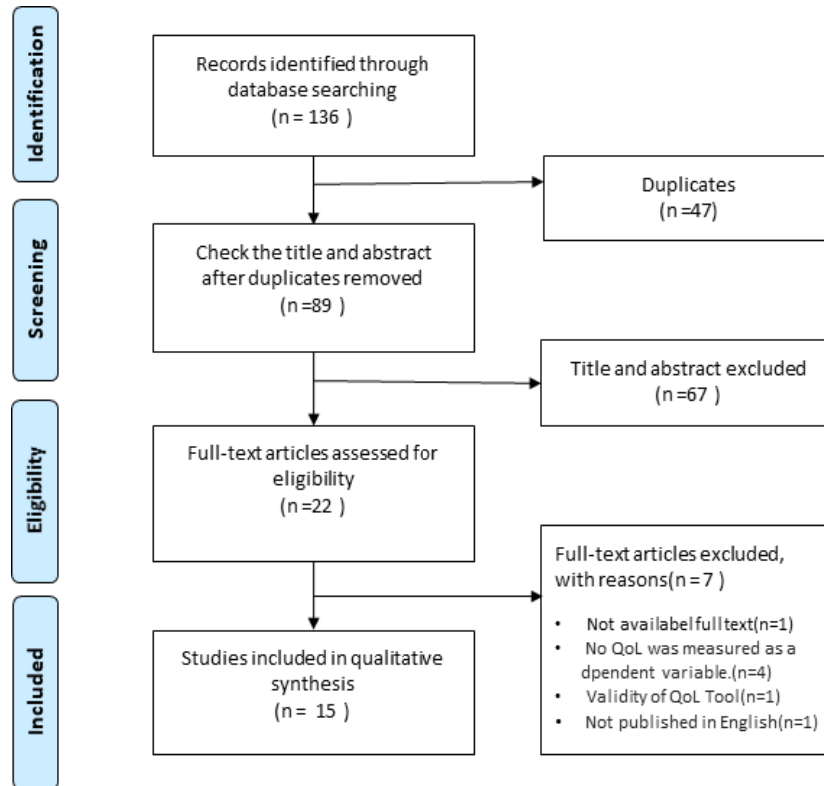 Identification
Records identified through
database searching
(n = 136 )
Duplicates
(n =47)
Screening
Check the title and abstract
after duplicates removed
(n =89)
Title and abstract excluded
(n =67 )
Eligibility
Full-text articles assessed for
eligibility
(n =22 )
Full-text articles excluded,
with reasons(n = 7 )
• Not availabel full text(n=1)
• No QoL was measured as a
dpendent variable.(n=4)
• Validity of QoL Tool(n=1)
• Not published in English(n=1)
Included
Studies included in qualitative
synthesis
(n = 15 )